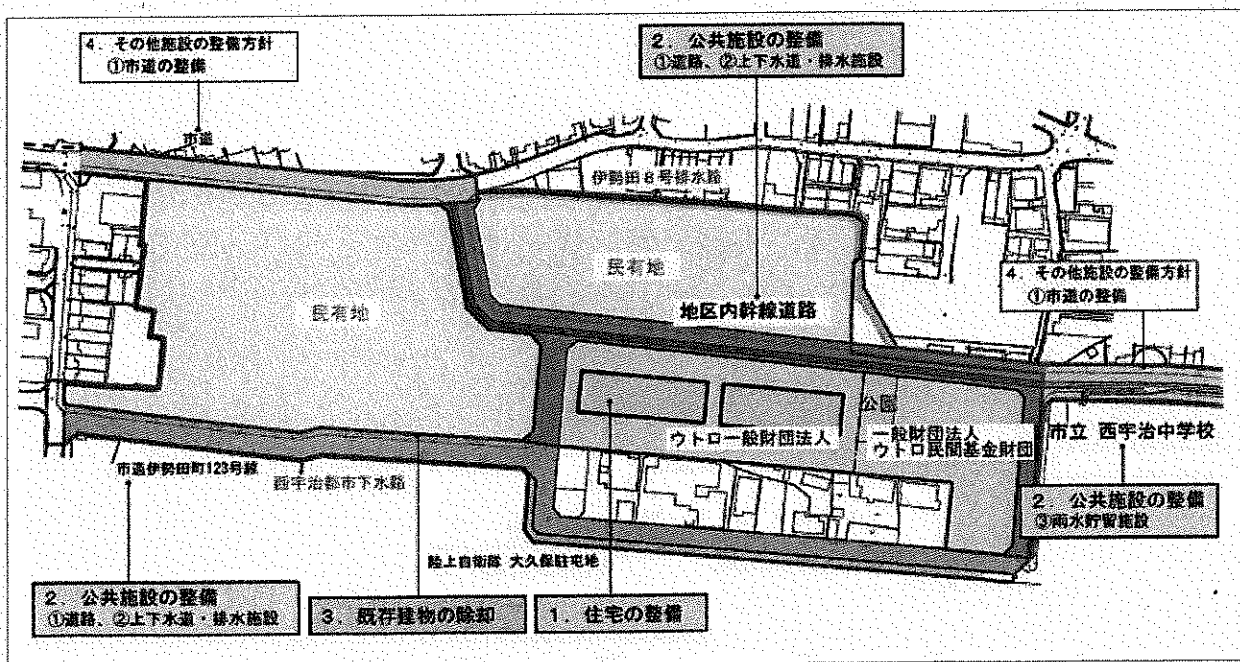 4. その他施設の整備方針
①市道の整備
2. 公共施設の整備
①道路、②上下水道・排水施設
市道
伊勢田8号排水路
民有地
4. その他施設の整備方針
①市道の整備
地区内幹線道路
民有地
公園
ウトロ一般財団法人
一般財団法人
ウトロ民間基金財団
市立 西宇治中学校
市道伊勢田町123号線
西宇治都市下水路
2 公共施設の整備
③雨水貯留施設
陸上自衛隊 大久保駐屯地
2 公共施設の整備
①道路、②上下水道・排水施設
3. 既存建物の除却
1. 住宅の整備